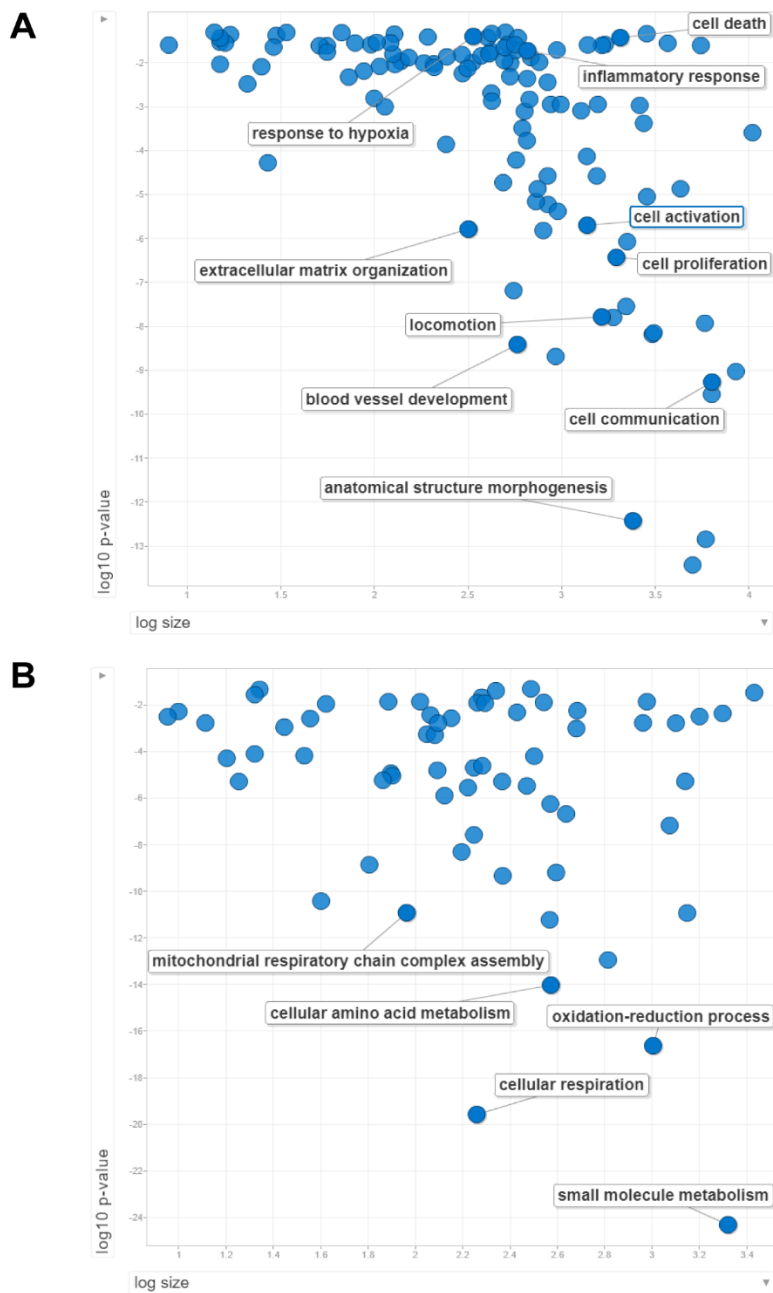 A
cell death
-2
inflammatory response
-3
response to hypoxia
-4
-5
cell activation
-6
extracellular matrix organization
cell proliferation
-7
locomotion
-8
-9
blood vessel development
cell communication
-10
-11
anatomical structure morphogenesis
-12
-13
log10 p-value
1 1.5 2 2.5 3 3.5 4
log size
B
-2
-4
-6
-8
-10
mitochondrial respiratory chain complex assembly
-12
-14
cellular amino acid metabolism
oxidation-reduction process
-16
-18
cellular respiration
-20
-22
small molecule metabolism
-24
log10 p-value
1 1.2 1.4 1.6 1.8 2 2.2 2.4 2.6 2.8 3 3.2 3.4
log size